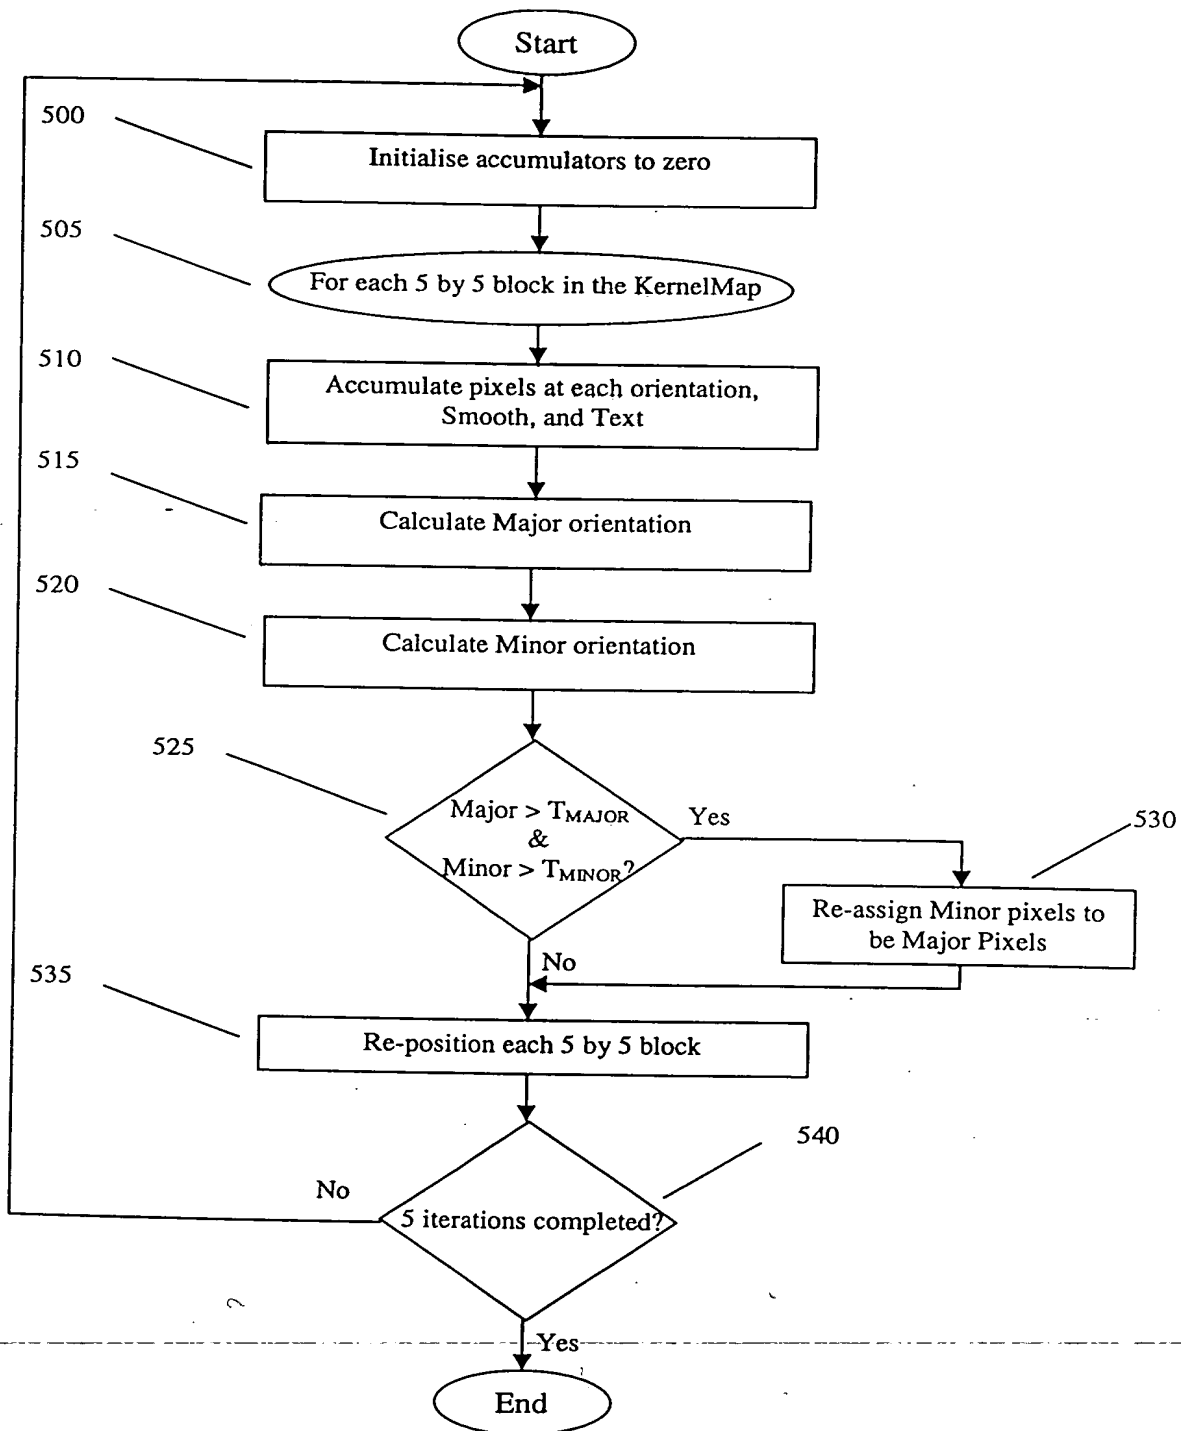 Start
500
Initialise accumulators to zero
505
For each 5 by 5 block in the KernelMap
510
Accumulate pixels at each orientation,
Smooth, and Text
515
Calculate Major orientation
520
Calculate Minor orientation
525
Major > TMAJOR
&
Minor > TMINOR?
Yes
530
Re-assign Minor pixels to
be Major Pixels
No
535
Re-position each 5 by 5 block
540
No
5 iterations completed?
Yes
End